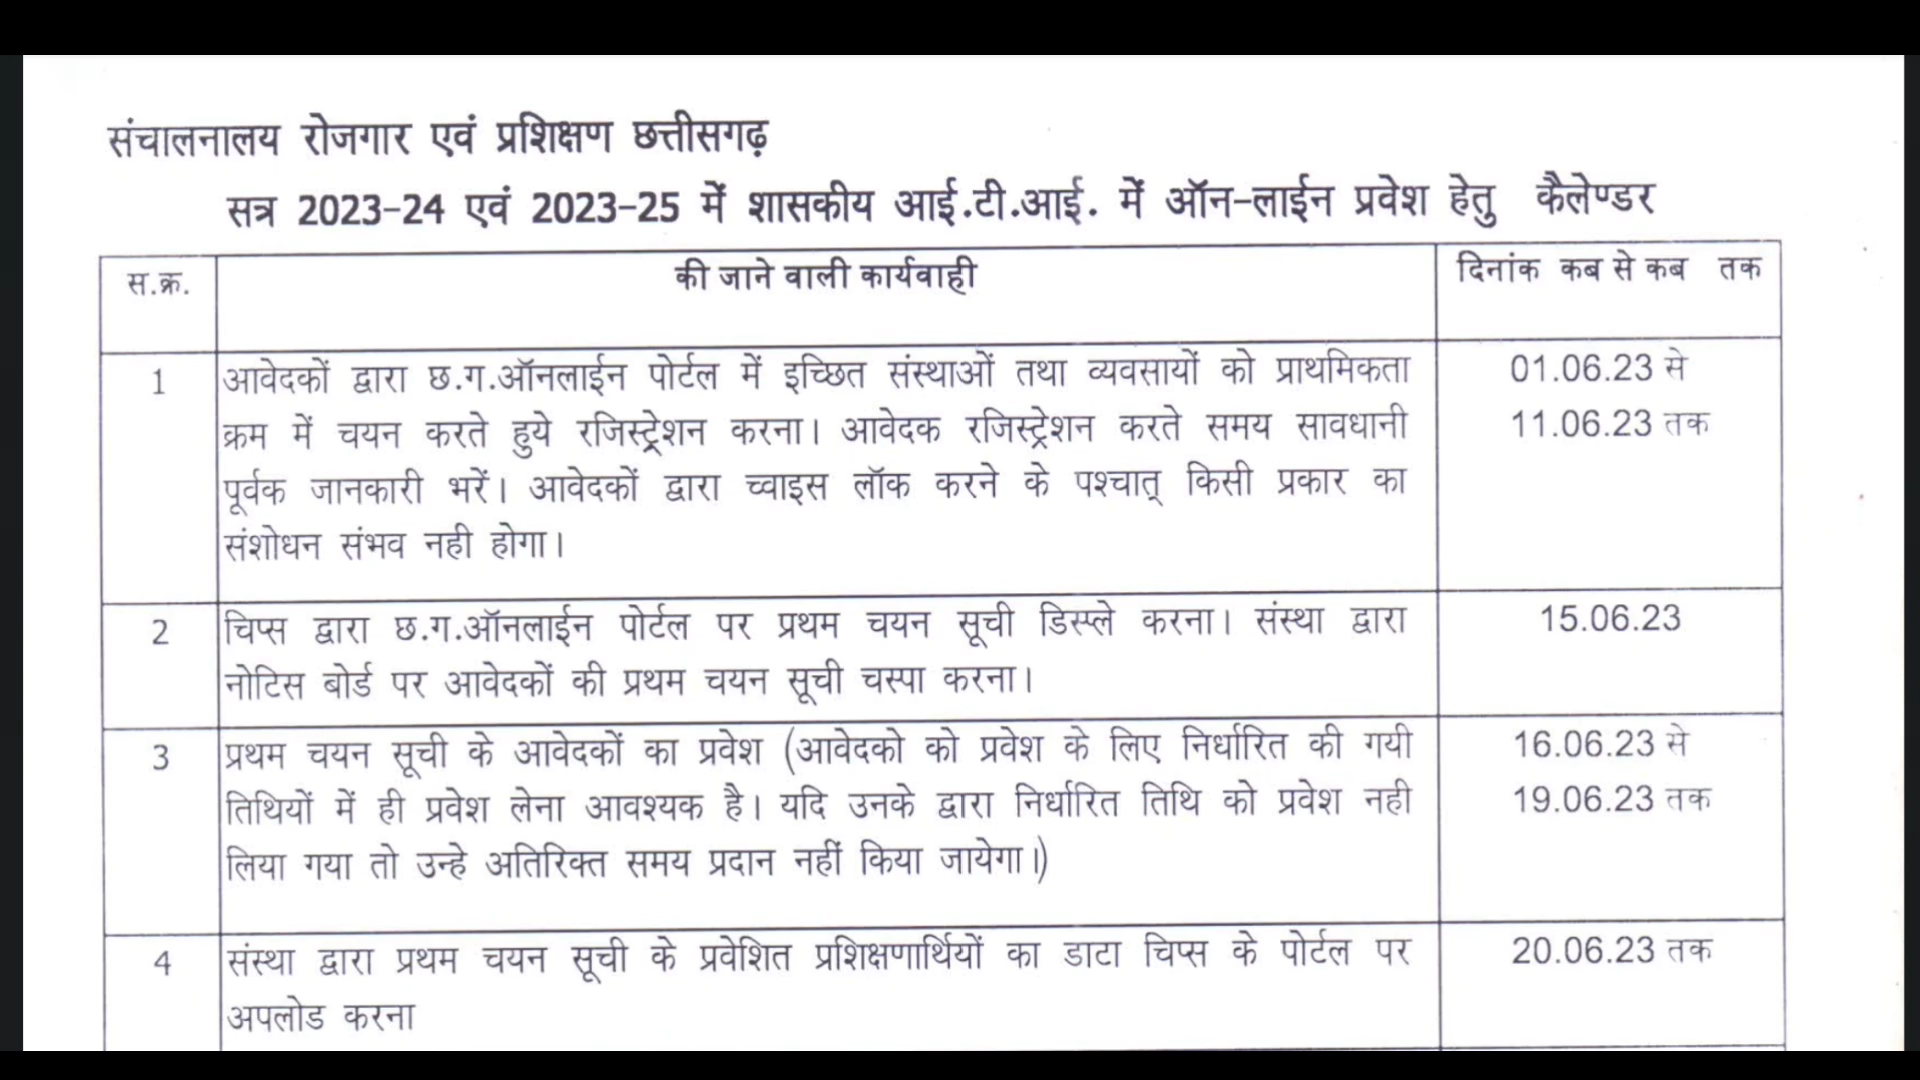 संचालनालय रोजगार एवं प्रशिक्षण छत्तीसगढ़
सत्र 2023-24 एवं 2023-25 में शासकीय आई.टी.आई. में ऑन-लाईन प्रवेश हेतु कैलेण्डर
स.क्र.
की जाने वाली कार्यवाही
दिनांक कब से कब तक
1
आवेदकों द्वारा छ.ग.ऑनलाईन पोर्टल में इच्छित संस्थाओं तथा व्यवसायों को प्राथमिकता
क्रम में चयन करते हुये रजिस्ट्रेशन करना। आवेदक रजिस्ट्रेशन करते समय सावधानी
पूर्वक जानकारी भरें। आवेदकों द्वारा च्वाइस लॉक करने के पश्चात् किसी प्रकार का
संशोधन संभव नही होगा।
01.06.23 से
11.06.23 तक
2
चिप्स द्वारा छ.ग.ऑनलाईन पोर्टल पर प्रथम चयन सूची डिस्प्ले करना। संस्था द्वारा
नोटिस बोर्ड पर आवेदकों की प्रथम चयन सूची चस्पा करना।
15.06.23
3
प्रथम चयन सूची के आवेदकों का प्रवेश (आवेदको को प्रवेश के लिए निर्धारित की गयी
तिथियों में ही प्रवेश लेना आवश्यक है। यदि उनके द्वारा निर्धारित तिथि को प्रवेश नही
लिया गया तो उन्हे अतिरिक्त समय प्रदान नहीं किया जायेगा।)
16.06.23 से
19.06.23 तक
4
संस्था द्वारा प्रथम चयन सूची के प्रवेशित प्रशिक्षणार्थियों का डाटा चिप्स के पोर्टल पर
अपलोड करना
20.06.23 तक